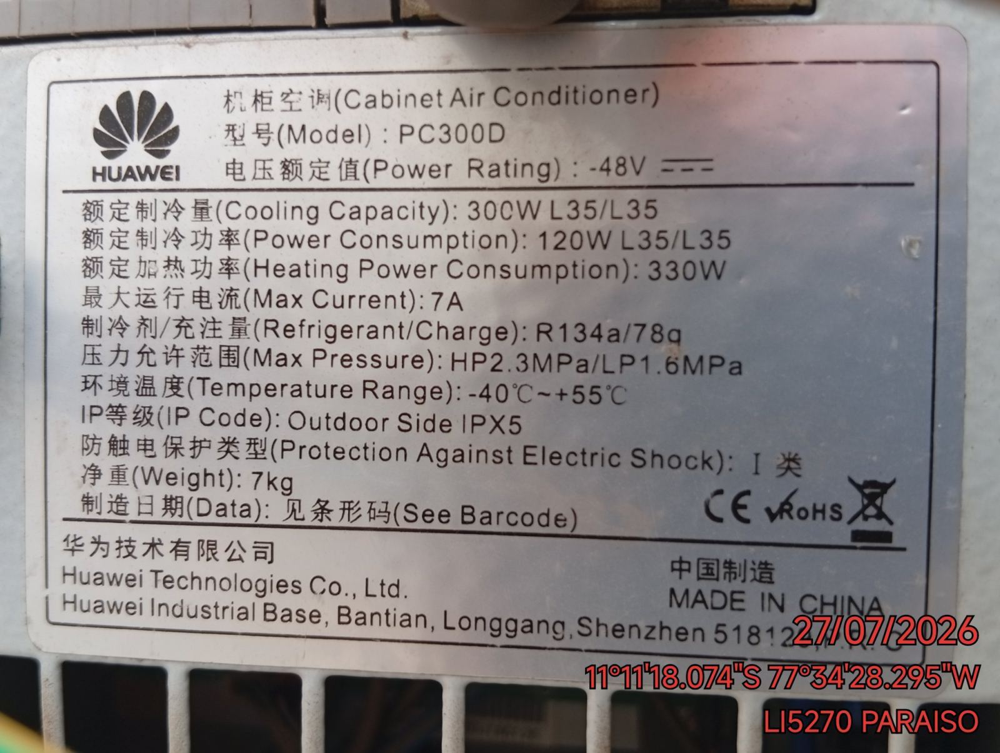 HUAWEI
机柜空调(Cabinet Air Conditioner)
型号(Model) : PC300D
电压额定值(Power Rating) : -48V
额定制冷量(Cooling Capacity): 300W L35/L35
额定制冷功率(Power Consumption): 120W L35/L35
额定加热功率(Heating Power Consumption): 330W
最大运行电流(Max Current): 7A
制冷剂/充注量(Refrigerant/Charge): R134a/78g
压力允许范围(Max Pressure): HP2.3MPa/LP1.6MPa
环境温度(Temperature Range): -40℃~+55℃
IP等级(IP Code): Outdoor Side IPX5
防触电保护类型(Protection Against Electric Shock): I 类
净重(Weight): 7kg
制造日期(Data): 见条形码(See Barcode)
CE RoHS
华为技术有限公司
Huawei Technologies Co., Ltd.
中国制造
MADE IN CHINA
Huawei Industrial Base, Bantian, Longgang, Shenzhen
27/07/2026
11°11'18.074"S 77°34'28.295"W
LI5270 PARAISO